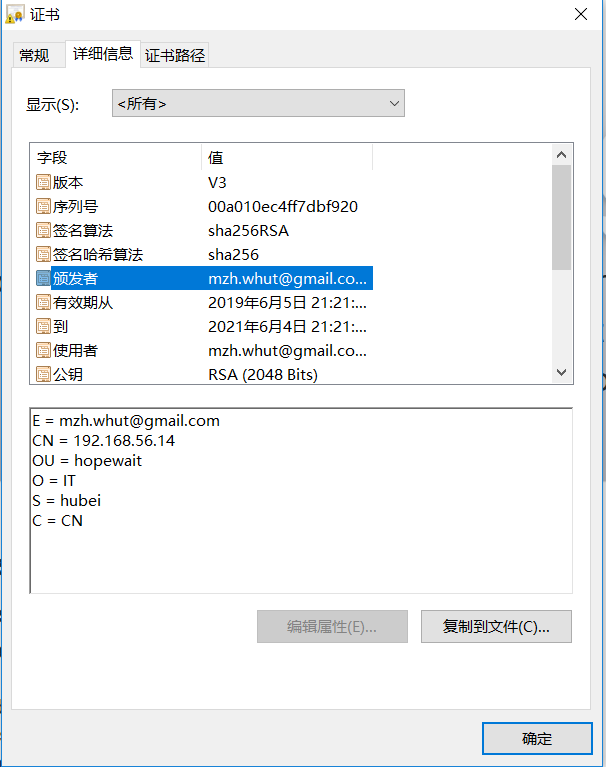 证书
常规 详细信息 证书路径
显示(S): <所有>
字段 值
版本 V3
序列号 00a010ec4ff7dbf920
签名算法 sha256RSA
签名哈希算法 sha256
颁发者 mzh.whut@gmail.co...
有效期从 2019年6月5日 21:21:...
到 2021年6月4日 21:21:...
使用者 mzh.whut@gmail.co...
公钥 RSA (2048 Bits)
E = mzh.whut@gmail.com
CN = 192.168.56.14
OU = hopewait
O = IT
S = hubei
C = CN
编辑属性(E)... 复制到文件(C)...
确定